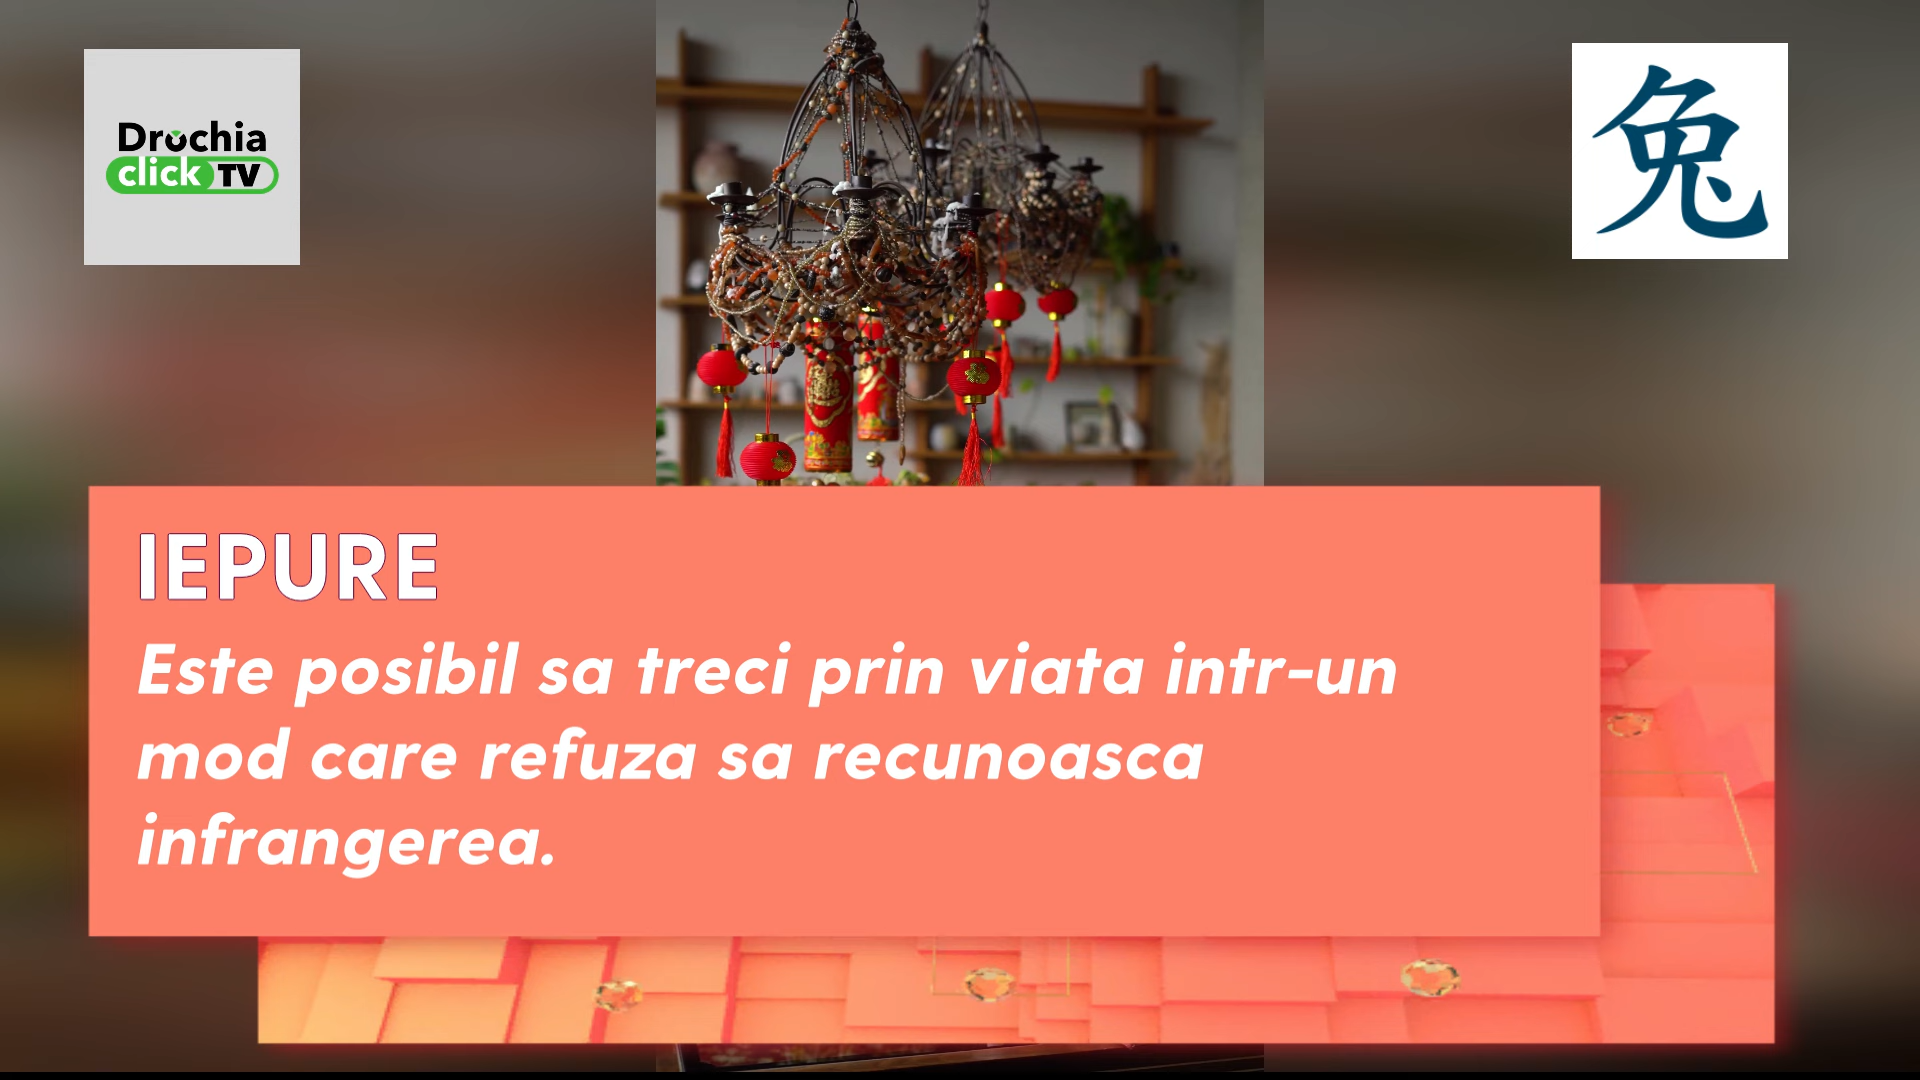 Drochia
click TV
兔
IEPURE
Este posibil sa treci prin viata intr-un
mod care refuza sa recunoasca
infrangerea.